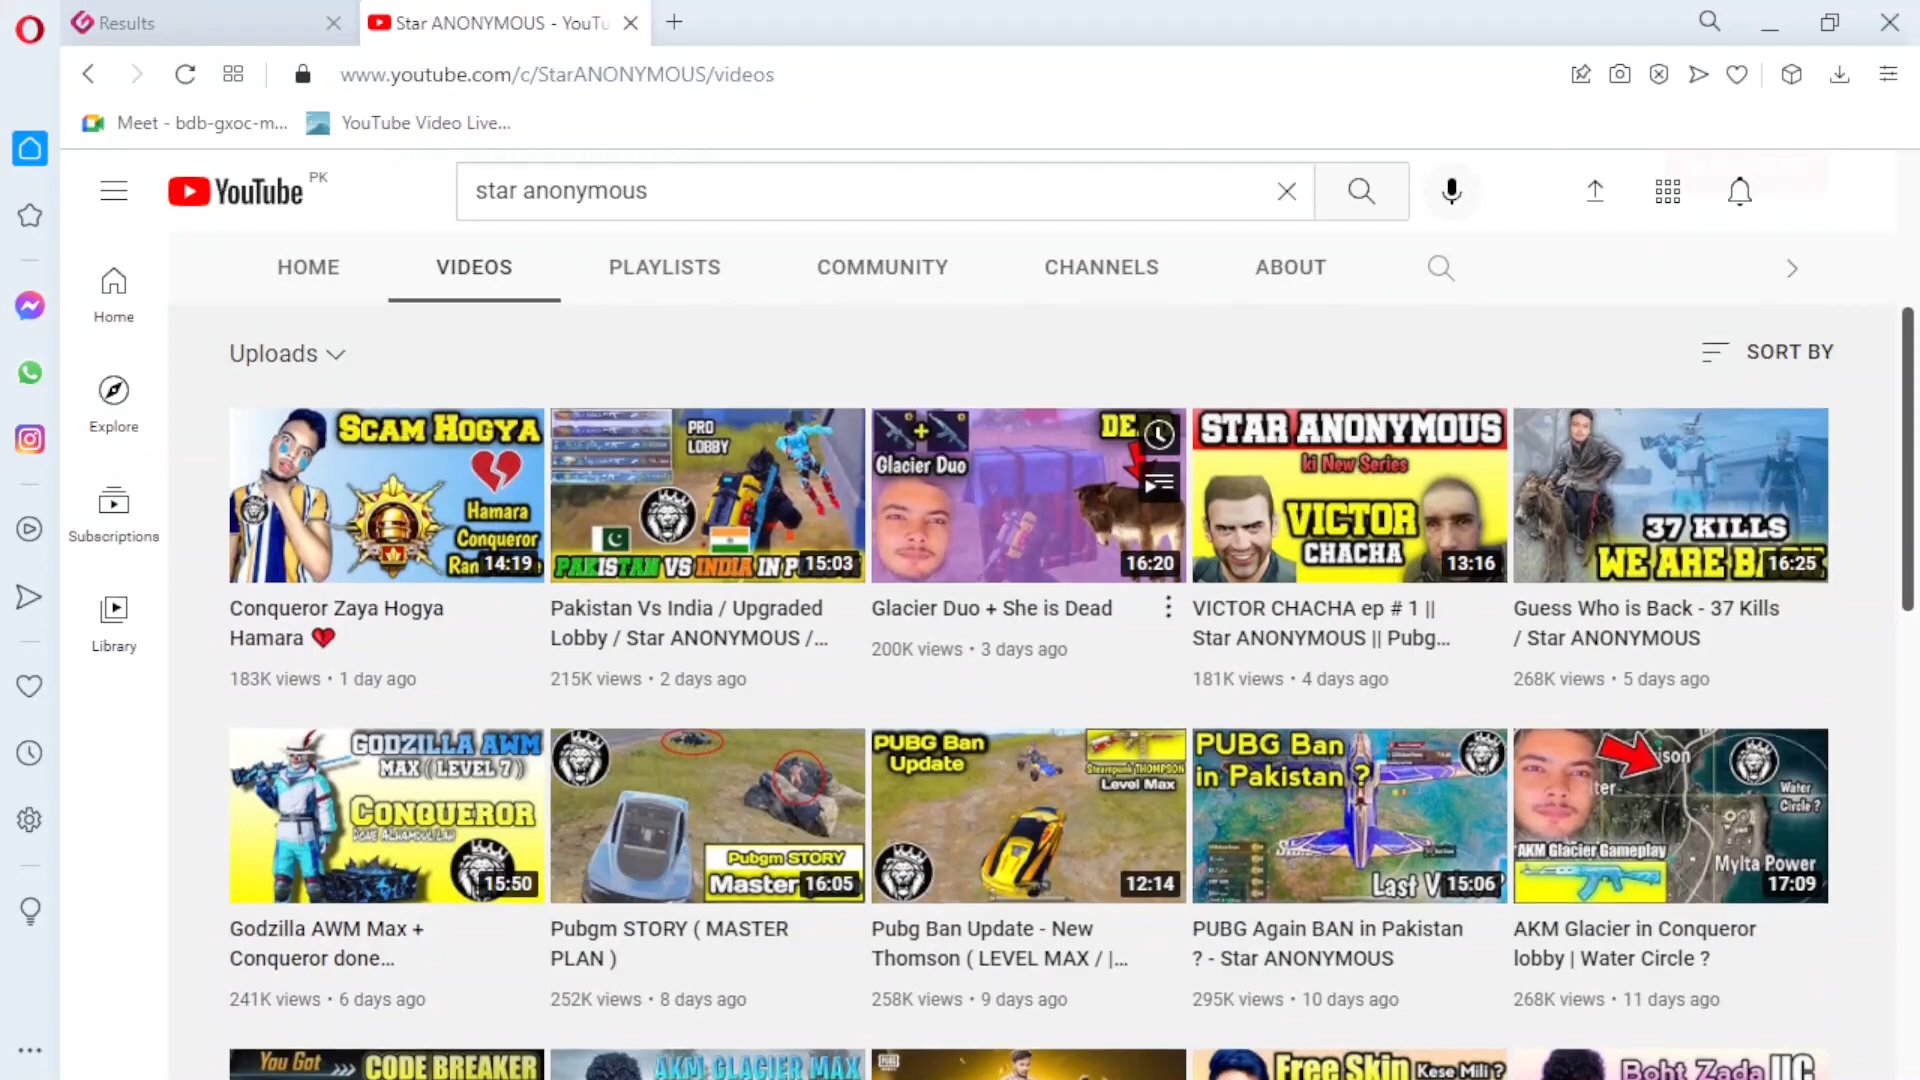 Results
Star ANONYMOUS - YouTu
www.youtube.com/c/StarANONYMOUS/videos
Meet - bdb-gxoc-m...
YouTube Video Live...
YouTube PK
star anonymous
HOME
VIDEOS
PLAYLISTS
COMMUNITY
CHANNELS
ABOUT
Home
Explore
Subscriptions
Library
Uploads
SORT BY
SCAM HOGYA
Hamara
Conqueror
Ran
14:19
Conqueror Zaya Hogya
Hamara 💔
183K views • 1 day ago
PRO
LOBBY
PAKISTAN VS INDIA IN P
15:03
Pakistan Vs India / Upgraded
Lobby / Star ANONYMOUS /...
215K views • 2 days ago
Glacier Duo
DE
16:20
Glacier Duo + She is Dead
200K views • 3 days ago
STAR ANONYMOUS
ki New Series
VICTOR
CHACHA
13:16
VICTOR CHACHA ep # 1 ||
Star ANONYMOUS || Pubg...
181K views • 4 days ago
37 KILLS
WE ARE B
16:25
Guess Who is Back - 37 Kills
/ Star ANONYMOUS
268K views • 5 days ago
GODZILLA AWM
MAX ( LEVEL 7 )
CONQUEROR
DONE ALHAMDULILLAH
15:50
Godzilla AWM Max +
Conqueror done...
241K views • 6 days ago
Pubgm STORY
Master
16:05
Pubgm STORY ( MASTER
PLAN )
252K views • 8 days ago
PUBG Ban
Update
Steampunk THOMPSON
Level Max
12:14
Pubg Ban Update - New
Thomson ( LEVEL MAX / |...
258K views • 9 days ago
PUBG Ban
in Pakistan ?
Last V
15:06
PUBG Again BAN in Pakistan
? - Star ANONYMOUS
295K views • 10 days ago
ison
ter
Water
Circle ?
AKM Glacier Gameplay
Mylta Power
17:09
AKM Glacier in Conqueror
lobby | Water Circle ?
268K views • 11 days ago
You Got >>> CODE BREAKER
AKM GLACIER MAX
Free Skin Kese Mili ?
Boht Zada UC